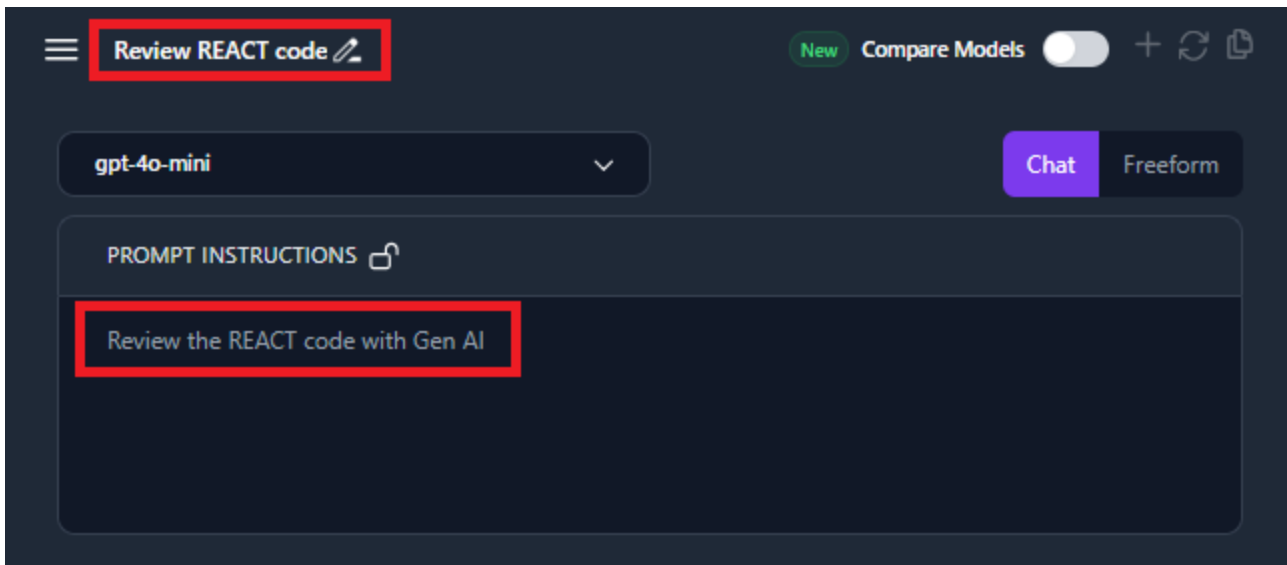 Review REACT code
New Compare Models
gpt-4o-mini
Chat Freeform
PROMPT INSTRUCTIONS
Review the REACT code with Gen AI